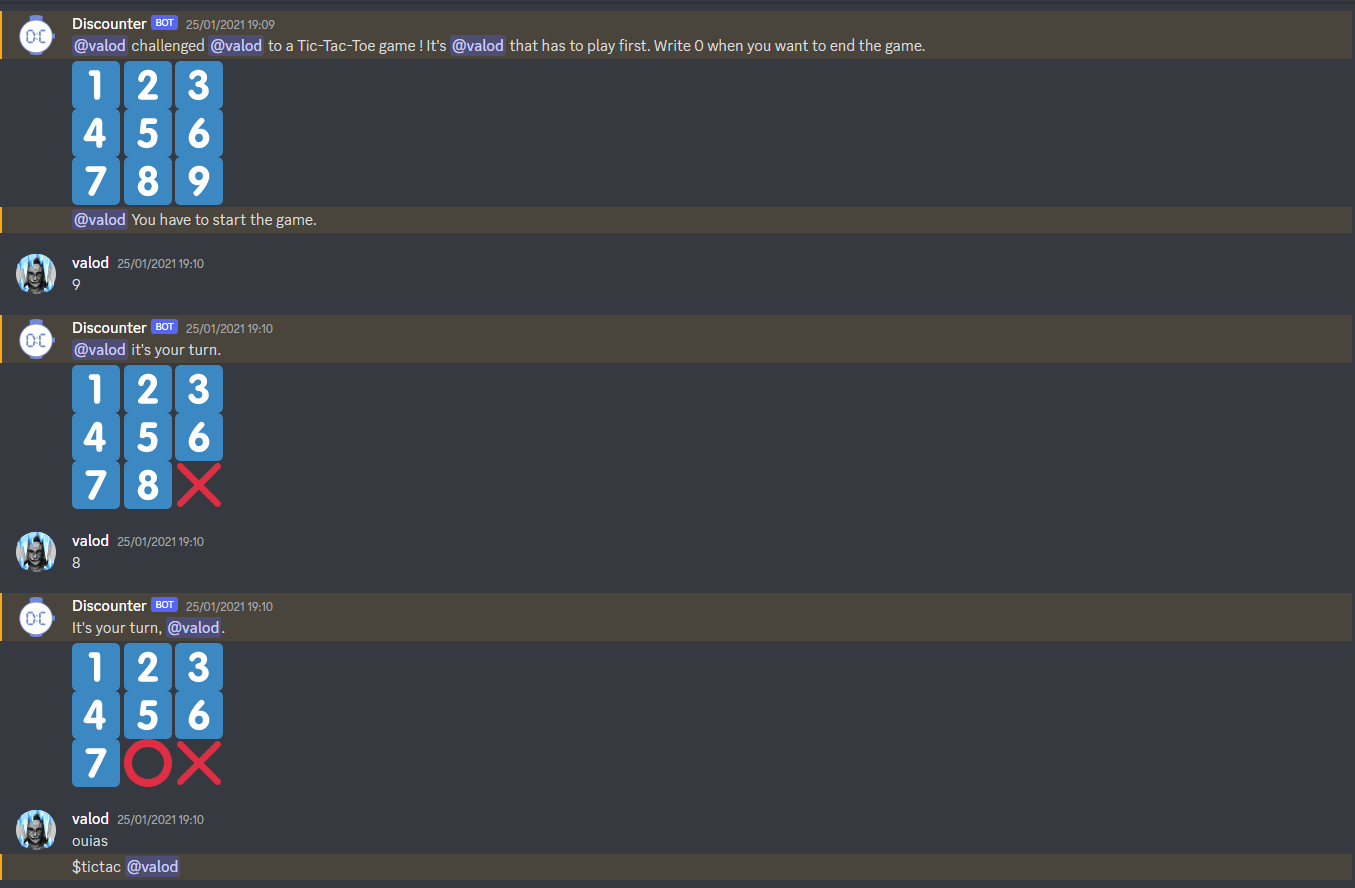 Discounter BOT 25/01/2021 19:09
@valod challenged @valod to a Tic-Tac-Toe game ! It's @valod that has to play first. Write 0 when you want to end the game.
1 2 3
4 5 6
7 8 9
@valod You have to start the game.
valod 25/01/2021 19:10
9
Discounter BOT 25/01/2021 19:10
@valod it's your turn.
1 2 3
4 5 6
7 8 ❌
valod 25/01/2021 19:10
8
Discounter BOT 25/01/2021 19:10
It's your turn, @valod.
1 2 3
4 5 6
7 ⭕ ❌
valod 25/01/2021 19:10
ouias
$tictac @valod